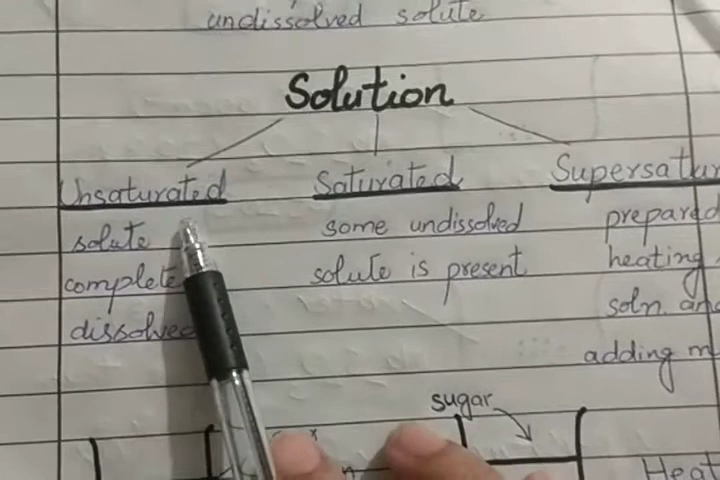 undissolved solute
Solution
Unsaturated Saturated Supersatur
solute some undissolved prepared
complete solute is present heating
dissolved soln. and
adding m
sugar
Heat